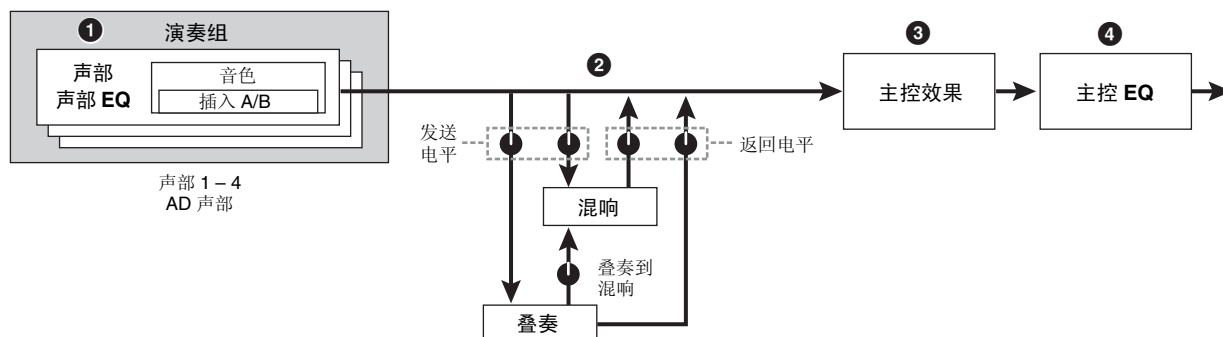 ❶
演奏组
声部
声部 EQ
音色
插入 A/B
声部 1 – 4
AD 声部
❷
发送
电平
返回电平
混响
叠奏到
混响
叠奏
❸
主控效果
❹
主控 EQ